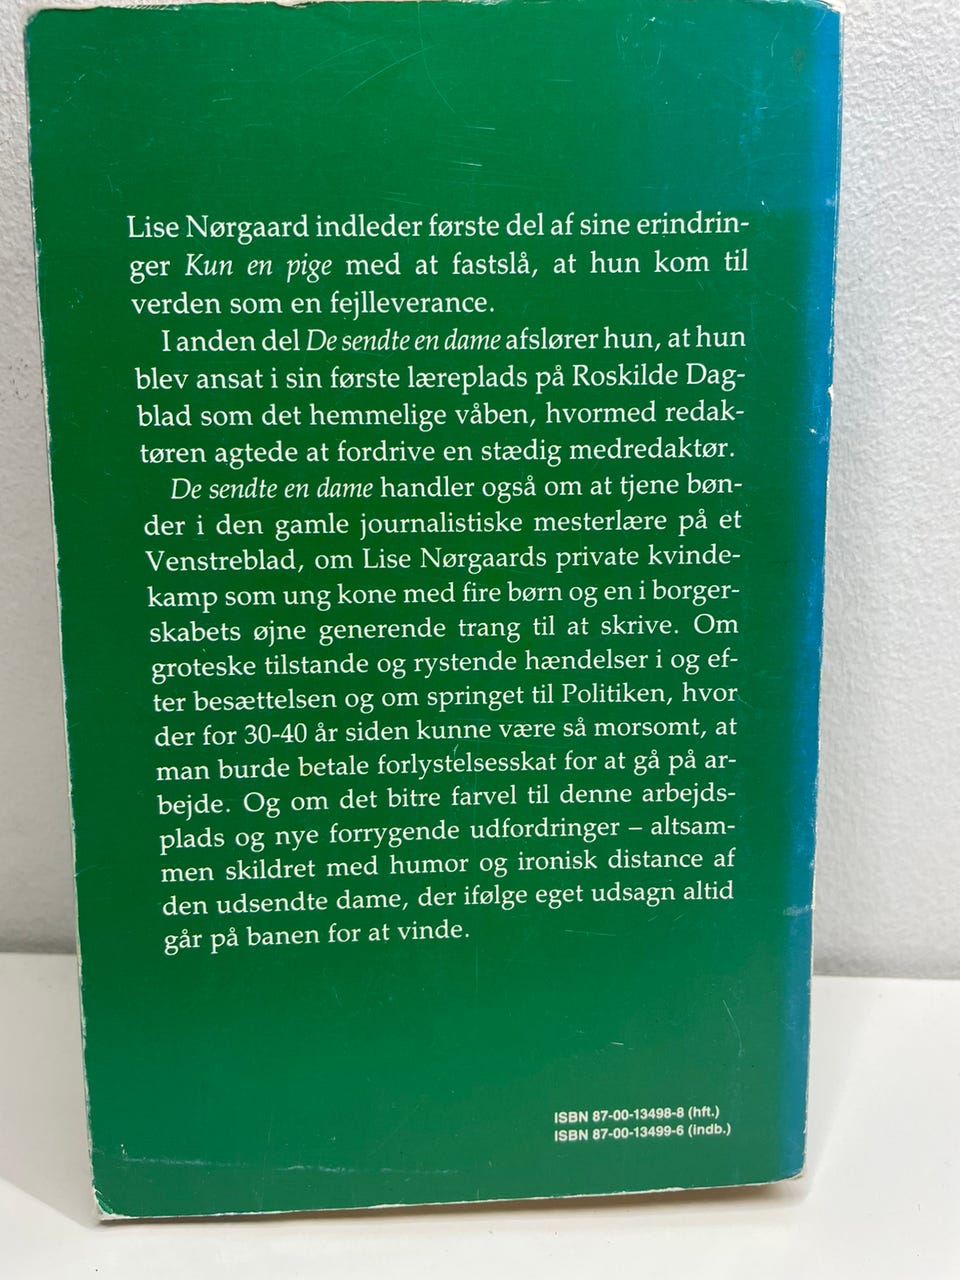 Lise Nørgaard indleder første del af sine erindrin-
ger Kun en pige med at fastslå, at hun kom til
verden som en fejlleverance.
I anden del De sendte en dame afslører hun, at hun
blev ansat i sin første læreplads på Roskilde Dag-
blad som det hemmelige våben, hvormed redak-
tøren agtede at fordrive en stædig medredaktør.
De sendte en dame handler også om at tjene bøn-
der i den gamle journalistiske mesterlære på et
Venstreblad, om Lise Nørgaards private kvinde-
kamp som ung kone med fire børn og en i borger-
skabets øjne generende trang til at skrive. Om
groteske tilstande og rystende hændelser i og ef-
ter besættelsen og om springet til Politiken, hvor
der for 30-40 år siden kunne være så morsomt, at
man burde betale forlystelsesskat for at gå på ar-
bejde. Og om det bitre farvel til denne arbejds-
plads og nye forrygende udfordringer – altsam-
men skildret med humor og ironisk distance af
den udsendte dame, der ifølge eget udsagn altid
går på banen for at vinde.
ISBN 87-00-13498-8 (hft.)
ISBN 87-00-13499-6 (indb.)